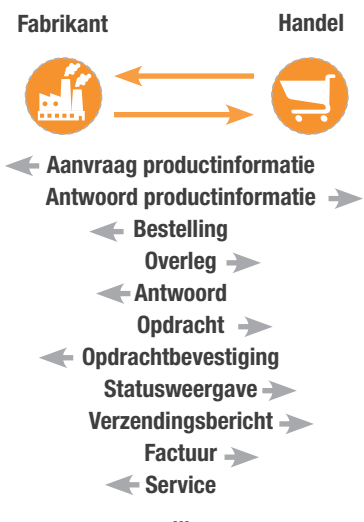 Fabrikant Handel
Aanvraag productinformatie
Antwoord productinformatie
Bestelling
Overleg
Antwoord
Opdracht
Opdrachtbevestiging
Statusweergave
Verzendingsbericht
Factuur
Service
...